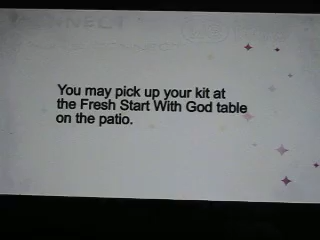 You may pick up your kit at
the Fresh Start With God table
on the patio.